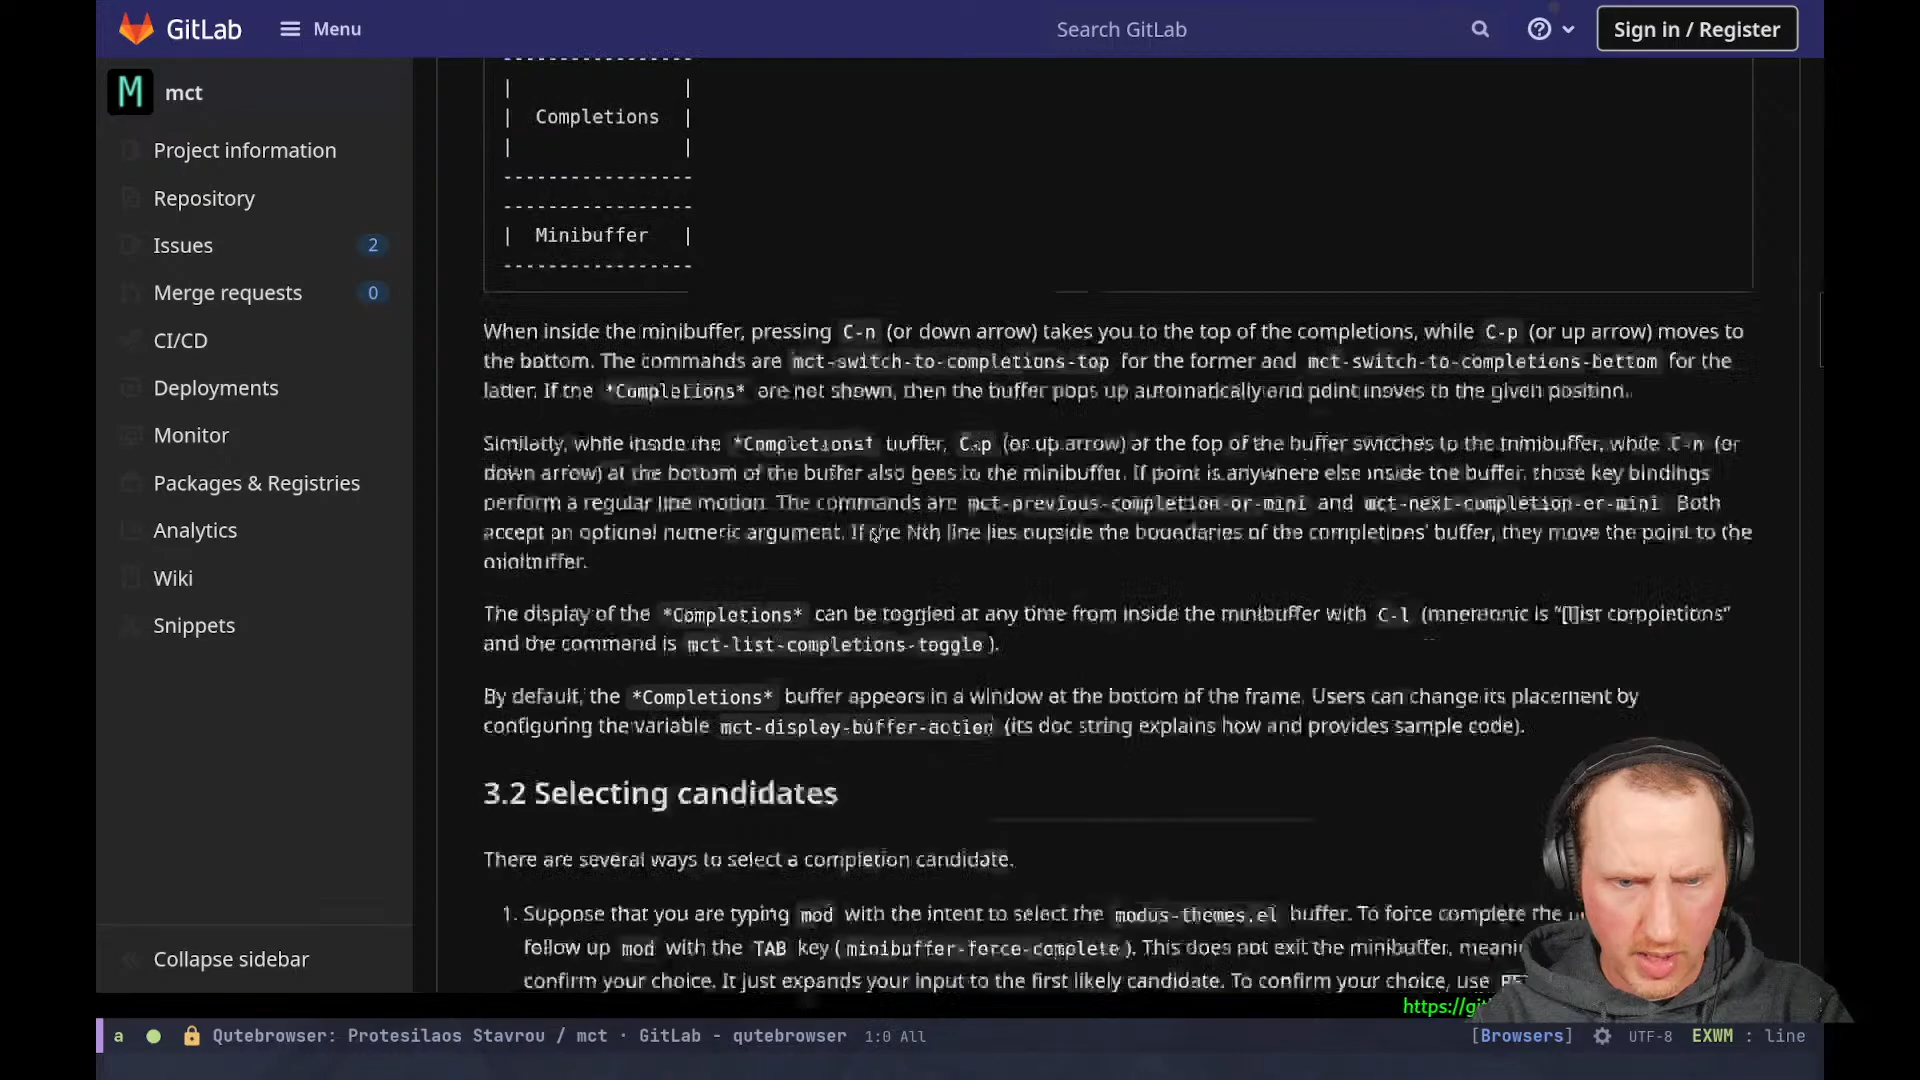 GitLab
Menu
Search GitLab
Sign in / Register
M mct
Project information
Repository
Issues 2
Merge requests 0
CI/CD
Deployments
Monitor
Packages & Registries
Analytics
Wiki
Snippets
Collapse sidebar
----------------
| |
| Completions |
| |
----------------
----------------
| Minibuffer |
----------------
When inside the minibuffer, pressing C-n (or down arrow) takes you to the top of the completions, while C-p (or up arrow) moves to
the bottom. The commands are mct-switch-to-completions-top for the former and mct-switch-to-completions-bottom for the
latter. If the *Completions* are not shown, then the buffer pops up automatically and point moves to the given position.
Similarly, while inside the *Completions* buffer, C-p (or up arrow) at the top of the buffer switches to the minibuffer, while C-n (or
down arrow) at the bottom of the buffer also goes to the minibuffer. If point is anywhere else inside the buffer, those key bindings
perform a regular line motion. The commands are mct-previous-completion-or-mini and mct-next-completion-or-mini Both
accept an optional numeric argument. If the Nth line lies outside the boundaries of the completions' buffer, they move the point to the
minibuffer.
The display of the *Completions* can be toggled at any time from inside the minibuffer with C-l (mnemonic is “[l]ist completions”
and the command is mct-list-completions-toggle ).
By default, the *Completions* buffer appears in a window at the bottom of the frame. Users can change its placement by
configuring the variable mct-display-buffer-action (its doc string explains how and provides sample code).
3.2 Selecting candidates
There are several ways to select a completion candidate.
1. Suppose that you are typing mod with the intent to select the modus-themes.el buffer. To force complete the
follow up mod with the TAB key ( minibuffer-force-complete ). This does not exit the minibuffer,
confirm your choice. It just expands your input to the first likely candidate. To confirm your choice, use
https://gi
a Qutebrowser: Protesilaos Stavrou / mct · GitLab - qutebrowser 1:0 All [Browsers] UTF-8 EXWM : line